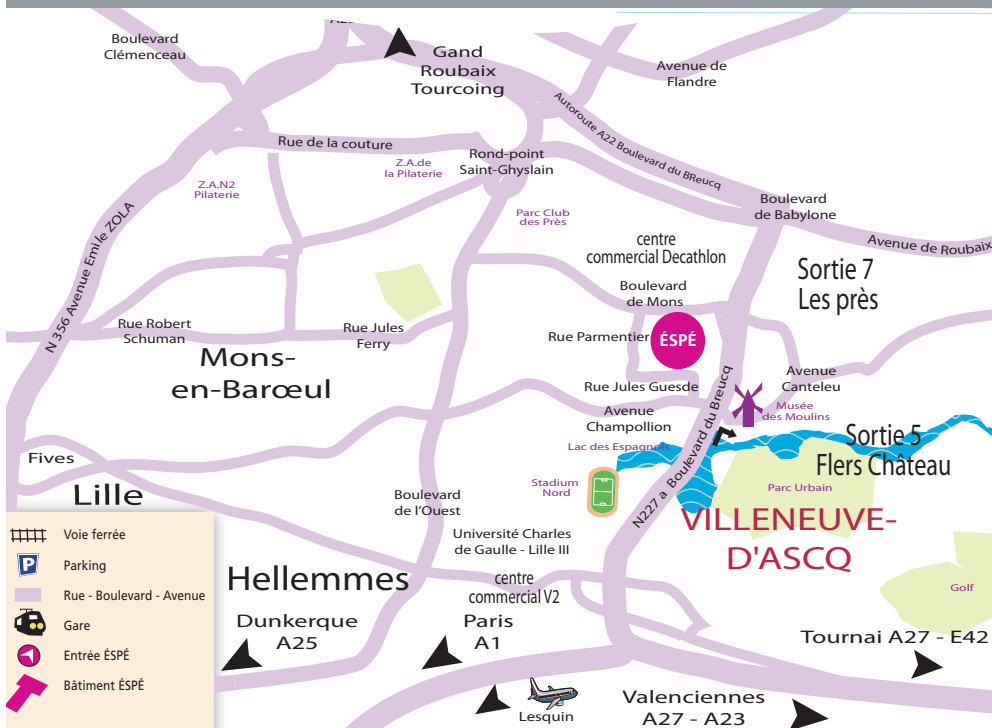 A22
Boulevard
Clémenceau
Gand
Roubaix
Tourcoing
Avenue de
Flandre
Autoroute A22 Boulevard du BReucq
Rue de la couture
Z.A.de
la Pilaterie
Rond-point
Saint-Ghyslain
Z.A.N2
Pilaterie
Parc Club
des Près
Boulevard
de Babylone
Avenue de Roubaix
N 356 Avenue Emile ZOLA
centre
commercial Decathlon
Sortie 7
Les près
Boulevard
de Mons
Rue Robert
Schuman
Rue Jules
Ferry
Rue Parmentier
ÉSPÉ
Mons-
en-Barœul
Rue Jules Guesde
Avenue
Canteleu
Avenue
Champollion
Musée
des Moulins
N227 a Boulevard du Breucq
Lac des Espagnols
Sortie 5
Flers Château
Fives
Lille
Stadium
Nord
Parc Urbain
Boulevard
de l'Ouest
VILLENEUVE-
D'ASCQ
Université Charles
de Gaulle - Lille III
Hellemmes
centre
commercial V2
Golf
Dunkerque
A25
Paris
A1
Tournai A27 - E42
Lesquin
Valenciennes
A27 - A23
Voie ferrée
P
Parking
Rue - Boulevard - Avenue
Gare
Entrée ÉSPÉ
Bâtiment ÉSPÉ